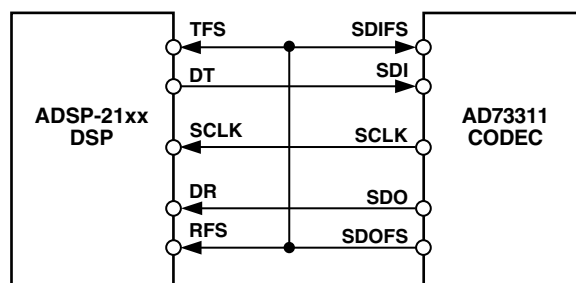 TFS SDIFS
DT SDI
ADSP-21xx
DSP
SCLK SCLK
AD73311
CODEC
DR SDO
RFS SDOFS